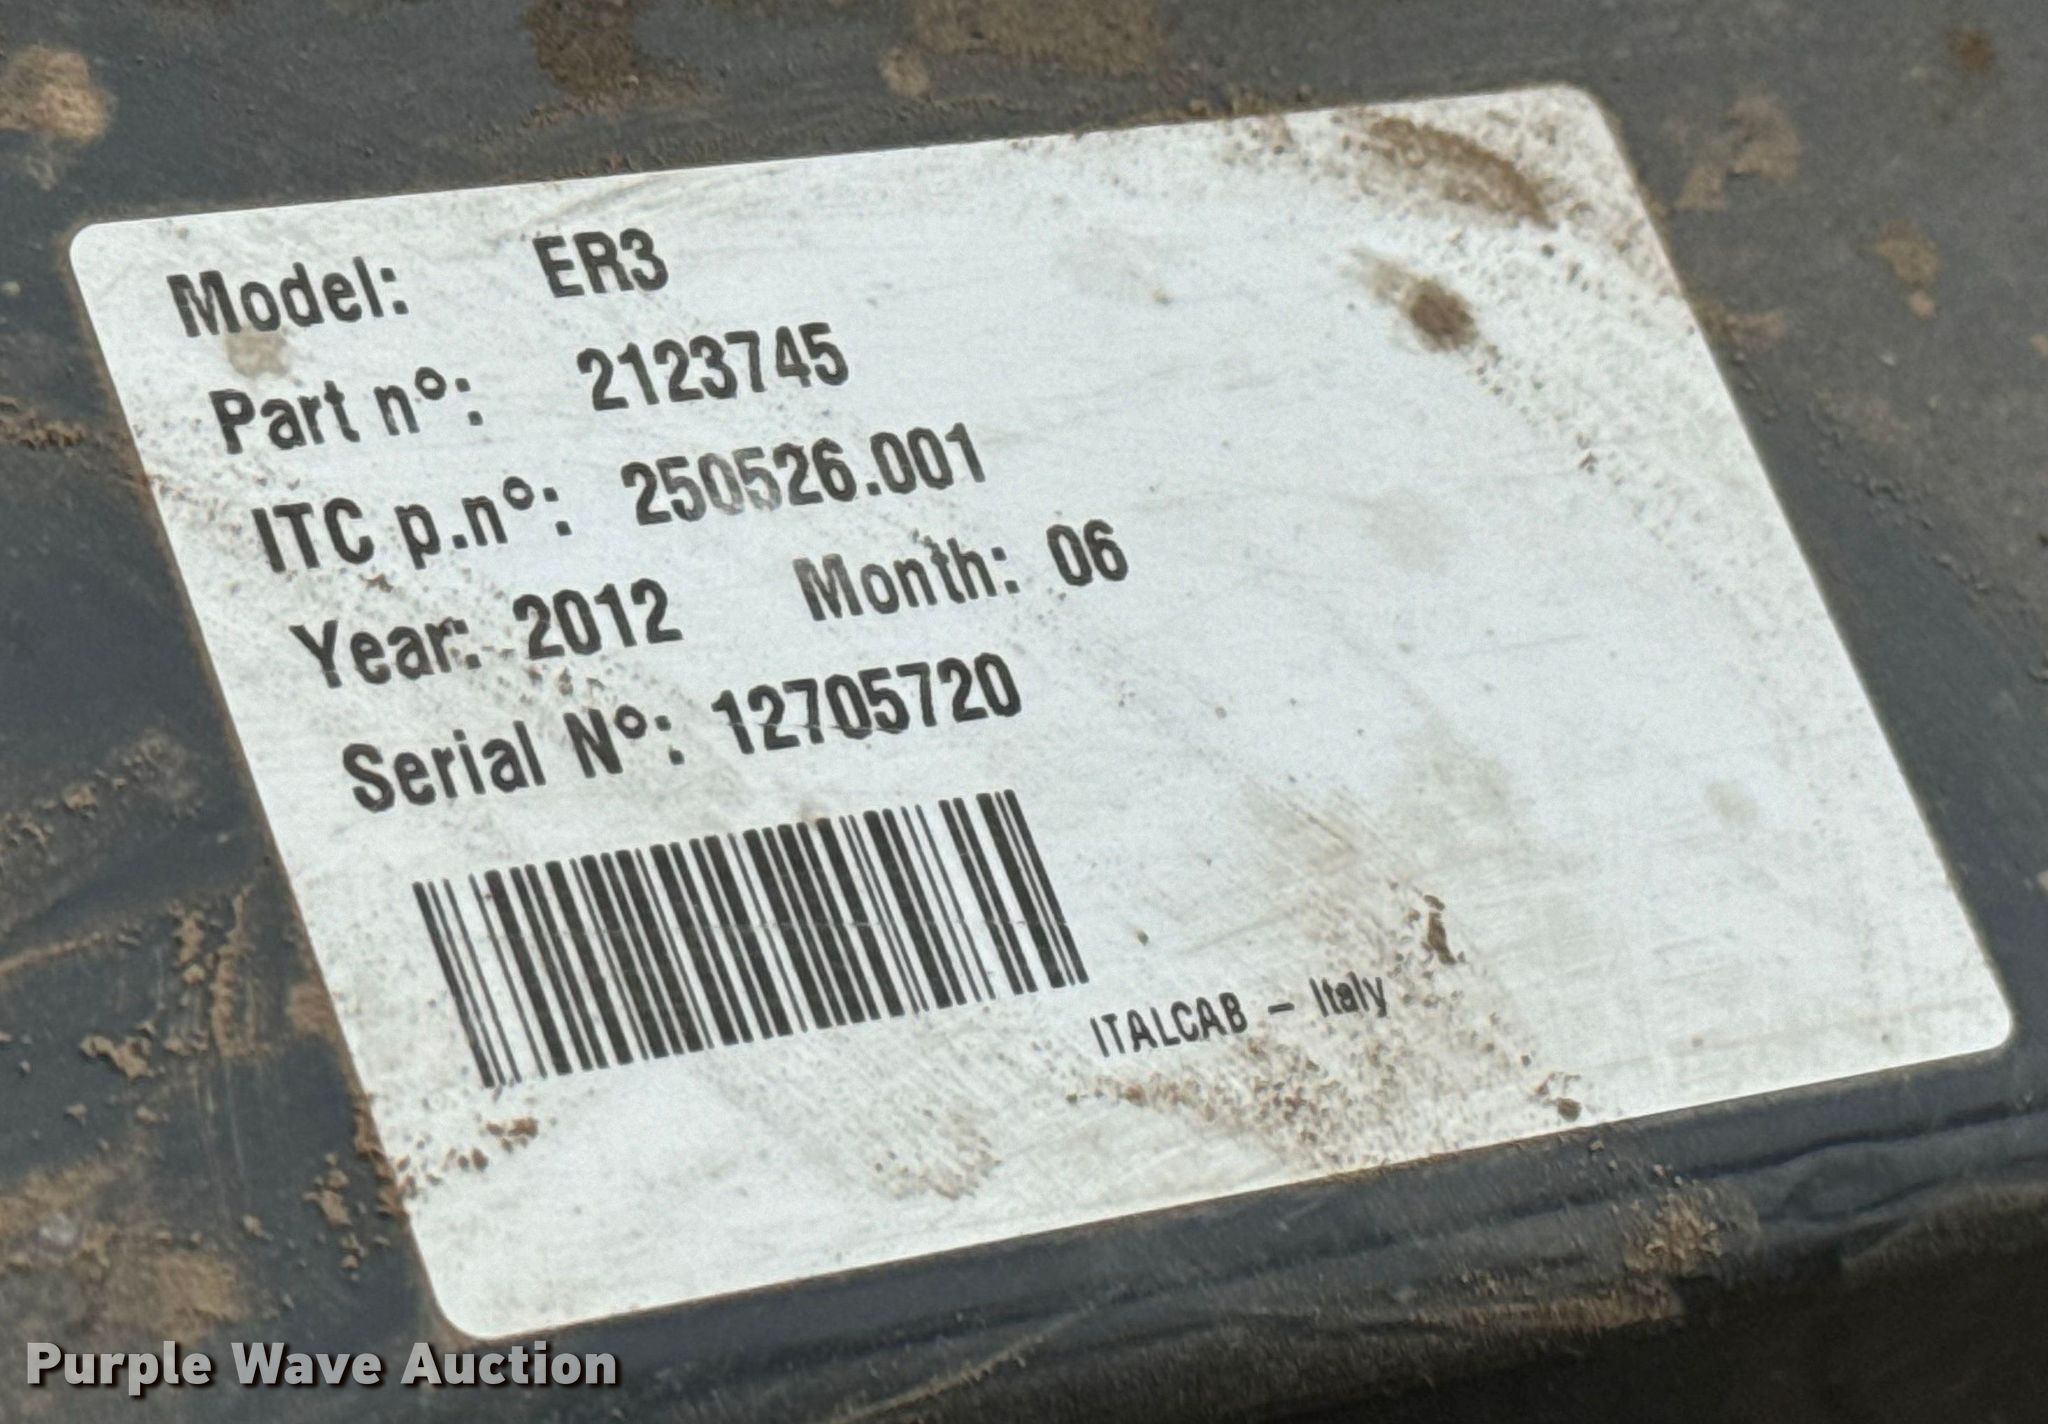 Model: ER3
Part n°: 2123745
ITC p.n°: 250526.001
Year: 2012 Month: 06
Serial N°: 12705720
ITALCAB - Italy
Purple Wave Auction